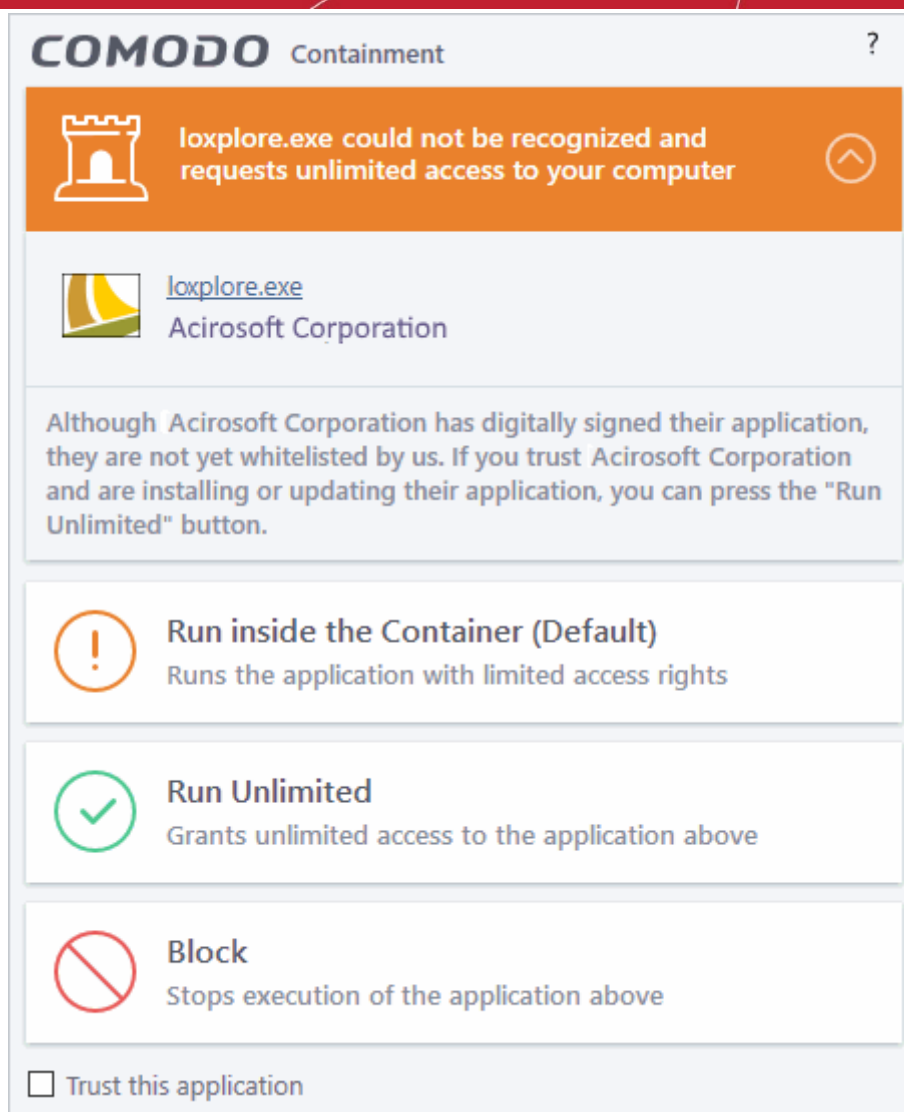 COMODO Containment ?
loxplore.exe could not be recognized and
requests unlimited access to your computer
loxplore.exe
Acirosoft Corporation
Although Acirosoft Corporation has digitally signed their application,
they are not yet whitelisted by us. If you trust Acirosoft Corporation
and are installing or updating their application, you can press the "Run
Unlimited" button.
Run inside the Container (Default)
Runs the application with limited access rights
Run Unlimited
Grants unlimited access to the application above
Block
Stops execution of the application above
Trust this application